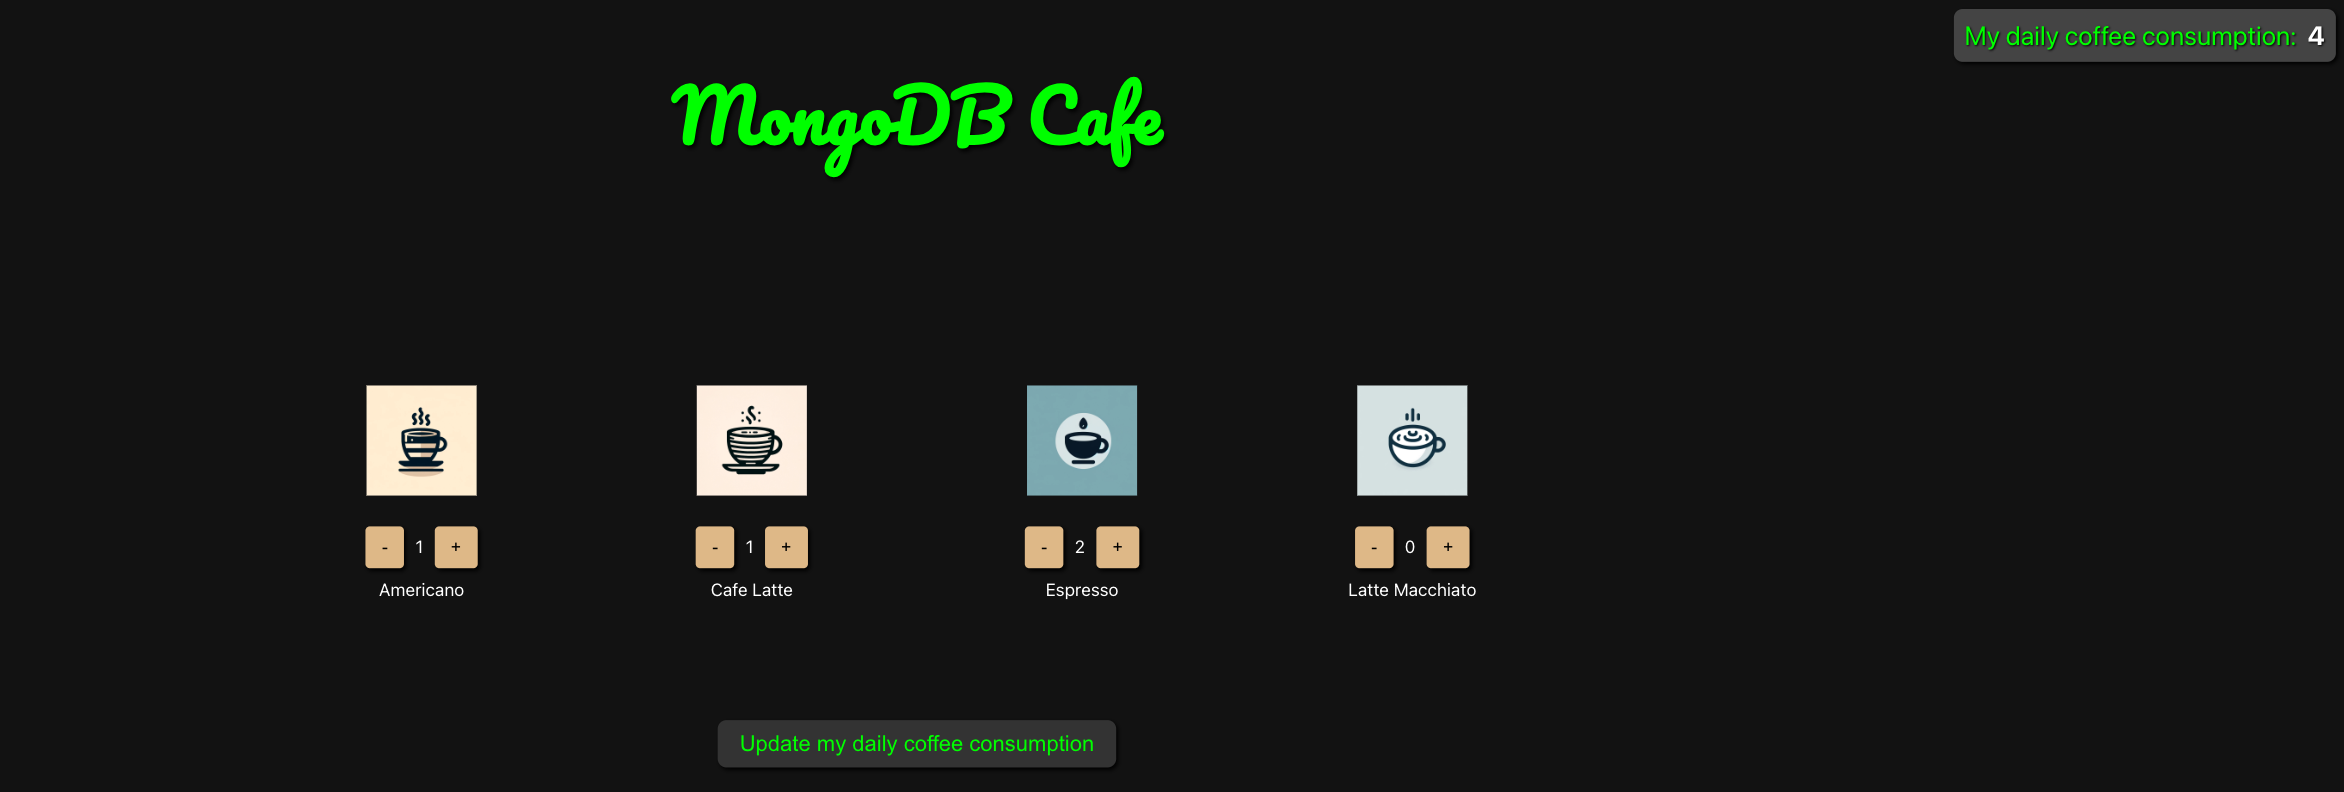 My daily coffee consumption: 4
MongoDB Cafe
- 1 + - 1 + - 2 + - 0 +
Americano Cafe Latte Espresso Latte Macchiato
Update my daily coffee consumption